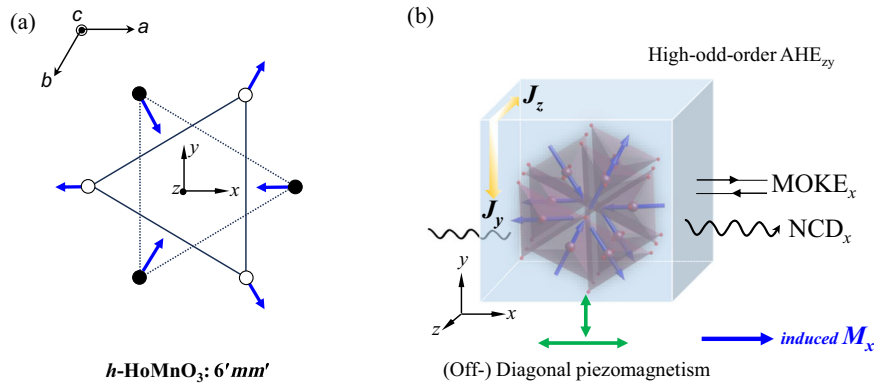 (a)
c
a
b
y
z
x
h-HoMnO₃: 6′mm′
(b)
High-odd-order AHE_zy
J_z
J_y
MOKE_x
NCD_x
y
x
z
induced M_x
(Off-) Diagonal piezomagnetism